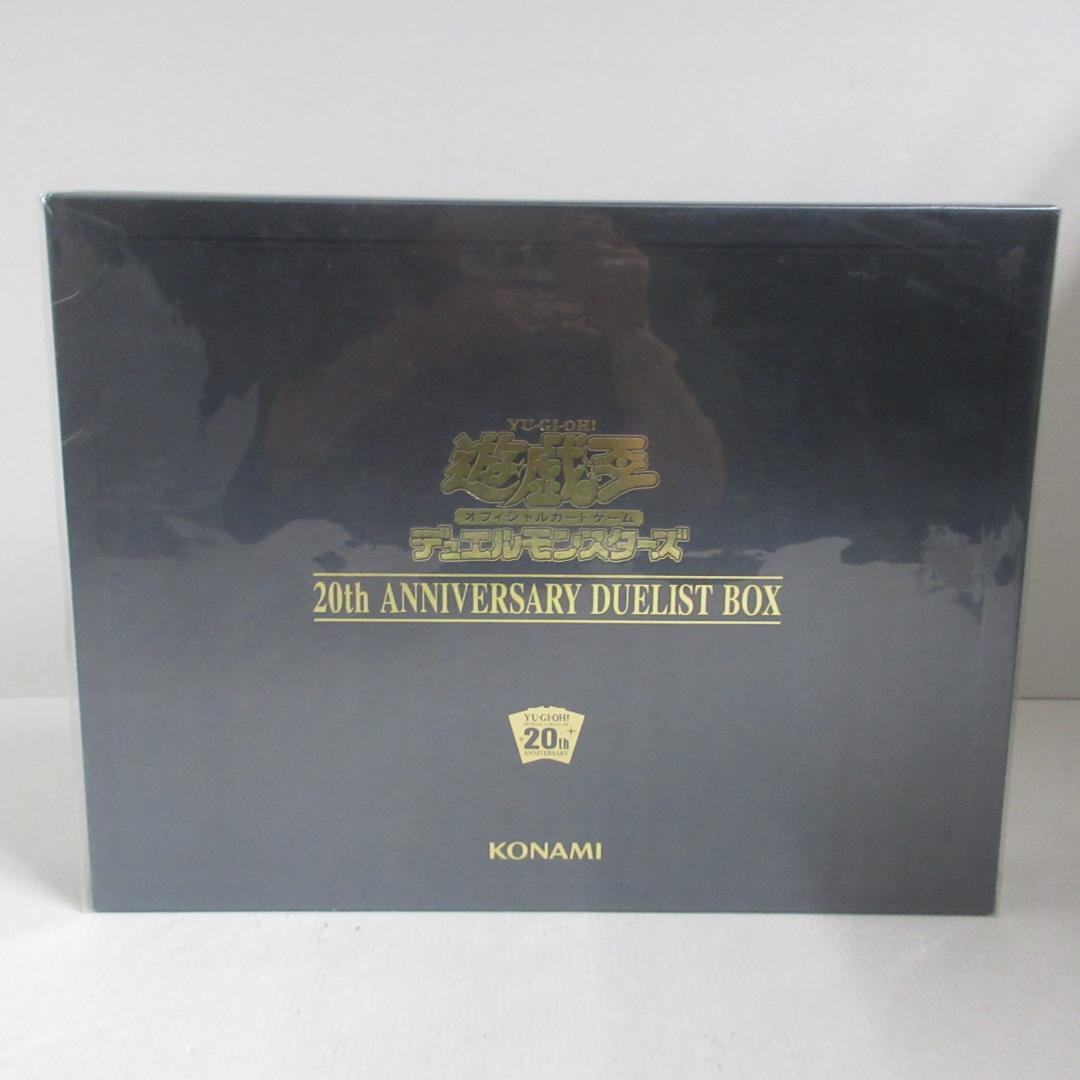 YU-GI-OH!
遊☆戯☆王
オフィシャルカードゲーム
デュエルモンスターズ
20th ANNIVERSARY DUELIST BOX
YU-GI-OH!
20th
ANNIVERSARY
KONAMI